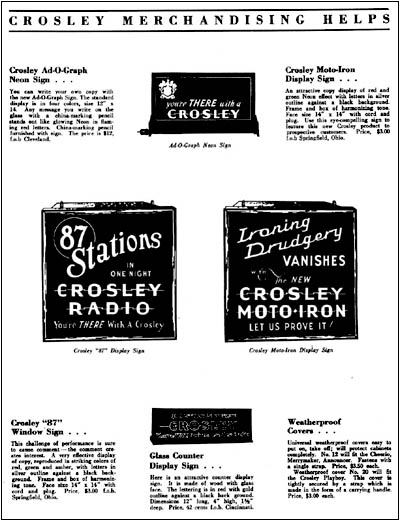 CROSLEY MERCHANDISING HELPS
Crosley Ad-O-Graph
Neon Sign . . .
You can write your own copy with
the new Ad-O-Graph Sign. The standard
display is in four colors, size 12" x
14. Any message you write on the
glass with a china-marking pencil
stands out like glowing Neon in flam-
ing red letters. China-marking pencil
furnished with sign. The price is $12,
f.o.b Cleveland.
you're THERE with a
CROSLEY
Ad-O-Graph Neon Sign
Crosley Moto-Iron
Display Sign . . .
An attractive copy display of red and
green Neon effect with letters in silver
outline against a black background.
Frame and box of harmonizing tone.
Face size 14" x 14" with cord and
plug. Use this eye-compelling sign to
feature this new Crosley product to
prospective customers. Price, $3.00
f.o.b Springfield, Ohio.
87
Stations
IN
ONE NIGHT
CROSLEY
RADIO
You're THERE With A Crosley
Crosley "87" Display Sign
Ironing
Drudgery
VANISHES
with
the NEW
CROSLEY
MOTO-IRON
LET US PROVE IT!
Crosley Moto-Iron Display Sign
Crosley "87"
Window Sign . . .
This challenge of performance is sure
to cause comment — the comment cre-
ates interest. A very effective display
of copy, reproduced in striking colors of
red, green and amber, with letters in
silver outline against a black back-
ground. Frame and box of harmoniz-
ing tone. Face size 14" x 14" with
cord and plug. Price, $3.00 f.o.b.
Springfield, Ohio.
CROSLEY
Glass Counter
Display Sign . . .
Here is an attractive counter display
sign. It is made of wood with glass
face. The lettering is in red with gold
outline against a black back ground.
Dimensions 12" long, 4" high, 1½"
deep. Price, 42 cents f.o.b. Cincinnati.
Weatherproof
Covers . . .
Universal weatherproof covers easy to
put on, take off; will protect cabinets
completely. No. 12 will fit the Cheerio,
Merrymaker, Announcer. Fastens with
a single strap. Price, $3.50 each.
Weatherproof cover No. 20 will fit
the Crosley Playboy. This cover is
tightly secured by a strap which is
made in the form of a carrying handle.
Price, $3.00 each.